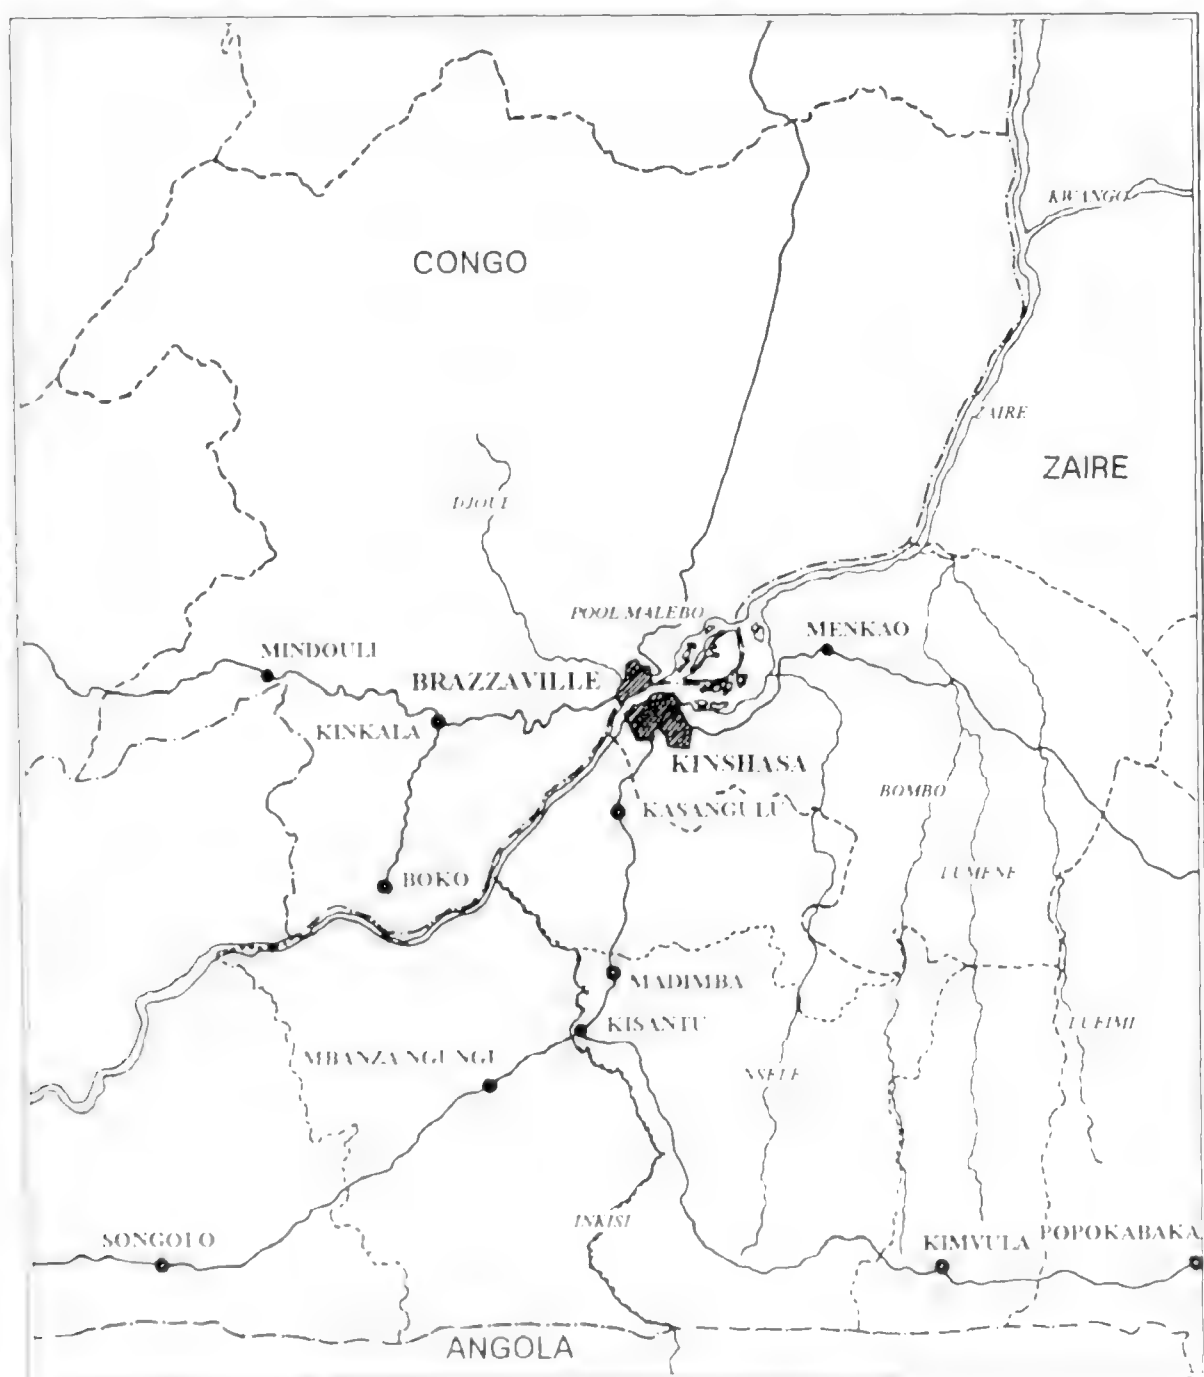 KWANGO
CONGO
ZAIRE
ZAIRE
DJOUE
POOL MALEBO
MENKAO
MINDOULI
BRAZZAVILLE
KINKALA
KINSHASA
BOMBO
KASANGULU
LUMENE
BOKO
MADIMBA
KISANTU
LUFIMI
MBANZA NGUNGU
NSELE
INKISI
SONGOLO
KIMVULA
POPOKABAKA
ANGOLA